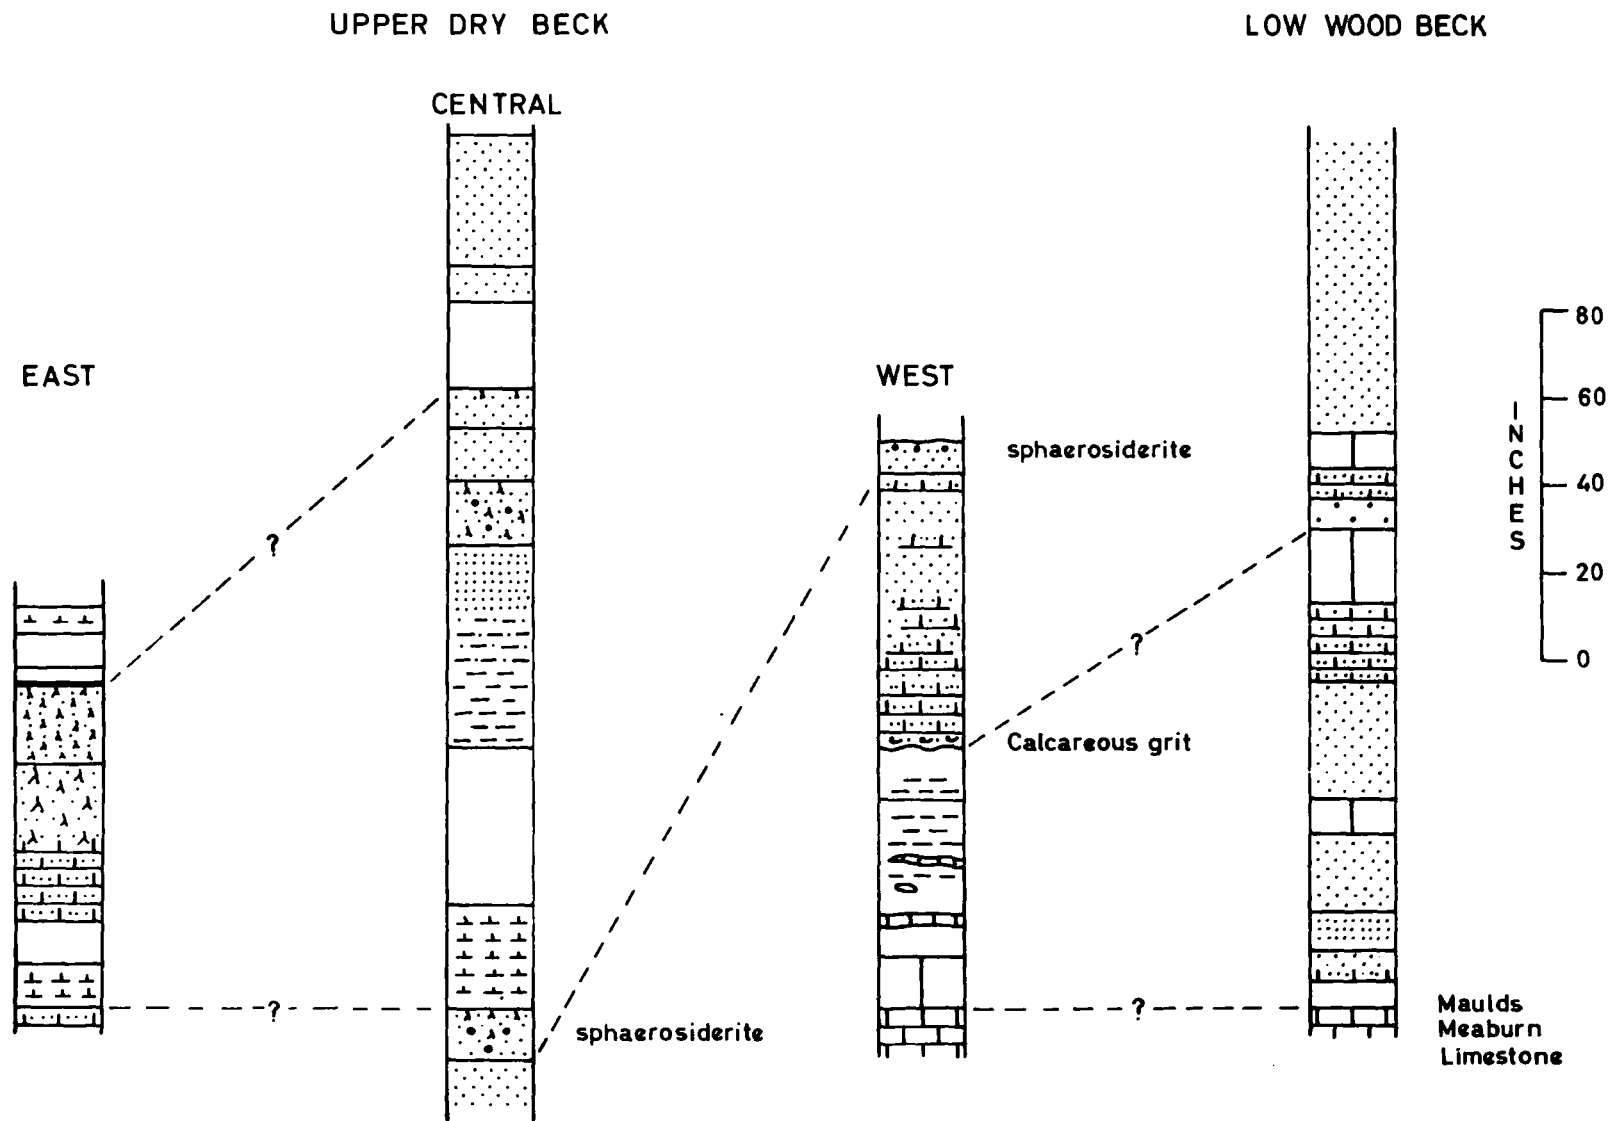 UPPER DRY BECK
LOW WOOD BECK
CENTRAL
EAST
WEST
sphaerosiderite
Calcareous grit
sphaerosiderite
?
?
?
?
80
60
40
20
0
INCHES
Maulds
Meaburn
Limestone